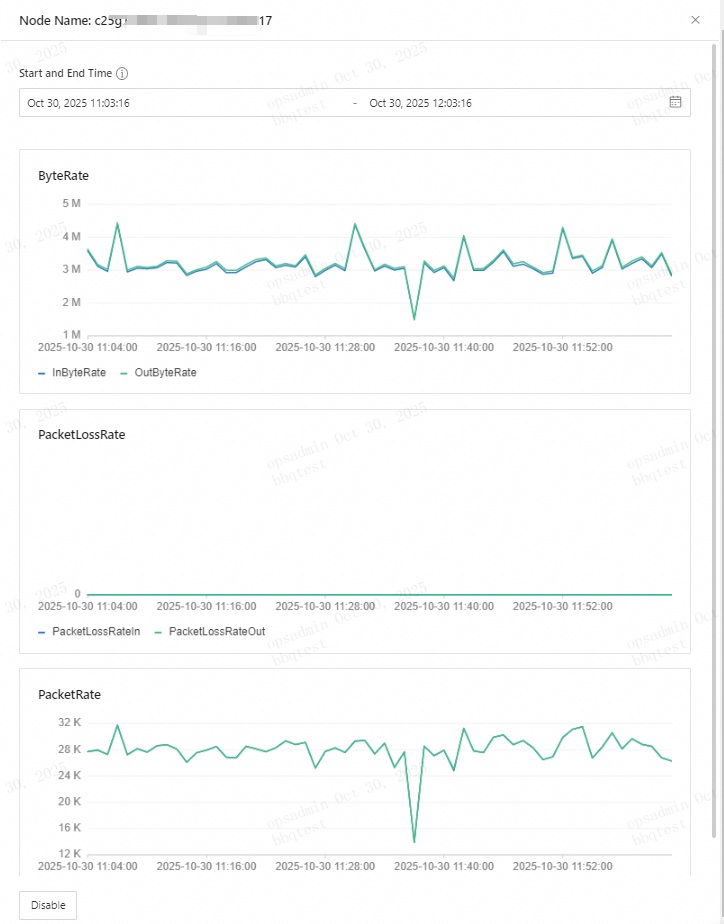 Node Name: c25g 17
Start and End Time
Oct 30, 2025 11:03:16 - Oct 30, 2025 12:03:16
ByteRate
5 M
4 M
3 M
2 M
1 M
2025-10-30 11:04:00 2025-10-30 11:16:00 2025-10-30 11:28:00 2025-10-30 11:40:00 2025-10-30 11:52:00
InByteRate OutByteRate
PacketLossRate
0
2025-10-30 11:04:00 2025-10-30 11:16:00 2025-10-30 11:28:00 2025-10-30 11:40:00 2025-10-30 11:52:00
PacketLossRateIn PacketLossRateOut
PacketRate
32 K
28 K
24 K
20 K
16 K
12 K
2025-10-30 11:04:00 2025-10-30 11:16:00 2025-10-30 11:28:00 2025-10-30 11:40:00 2025-10-30 11:52:00
Disable
opsadmin Oct 30, 2025
bbqtest